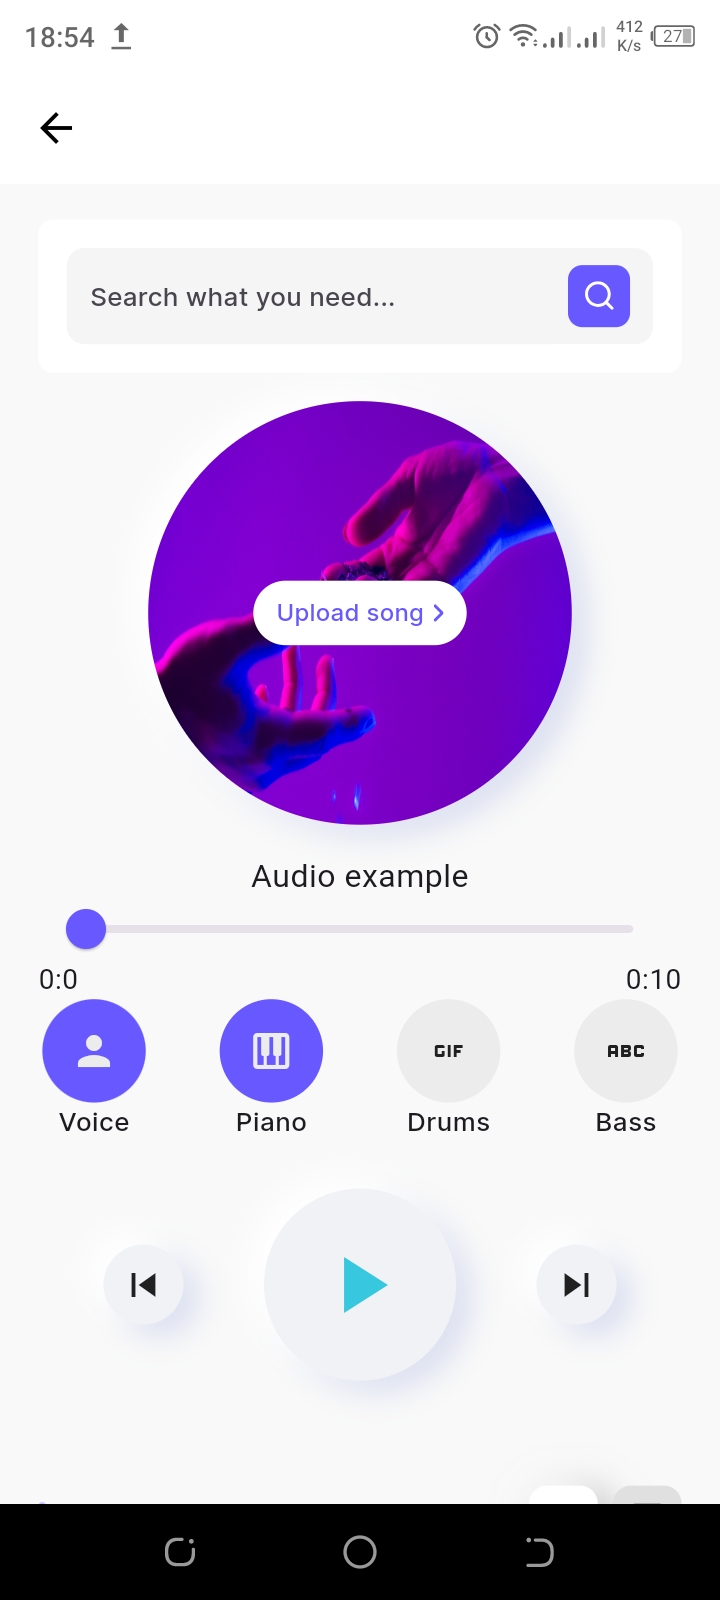 18:54
412
K/s
27
Search what you need...
Upload song
Audio example
0:0 0:10
GIF ABC
Voice Piano Drums Bass